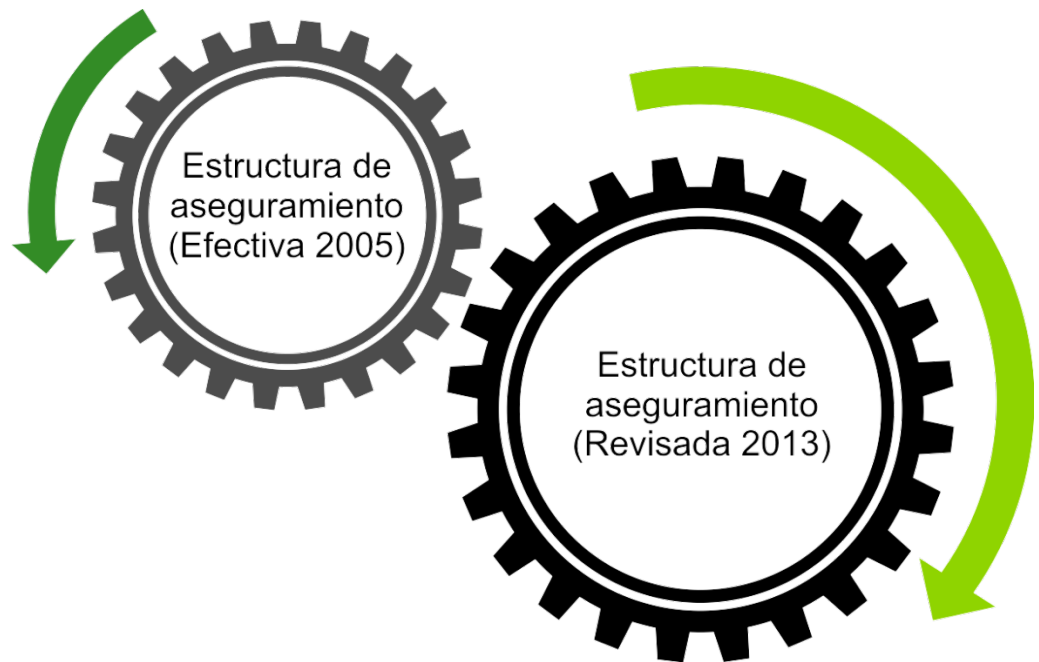 Estructura de
aseguramiento
(Efectiva 2005)
Estructura de
aseguramiento
(Revisada 2013)